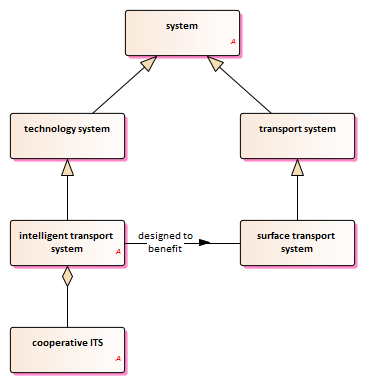 system
A
technology system
transport system
intelligent transport
system
A
designed to
benefit
surface transport
system
cooperative ITS
A